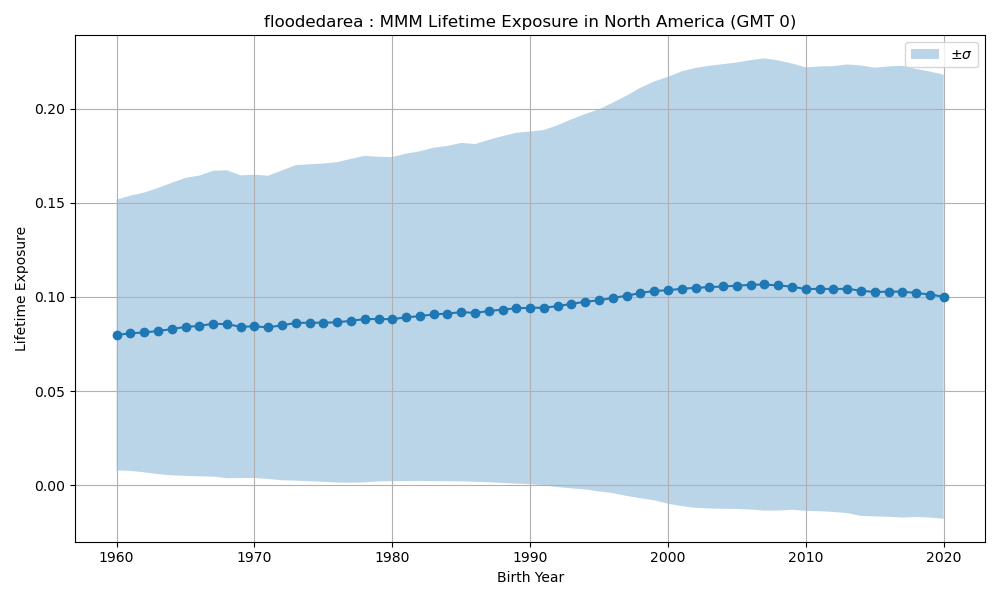 floodedarea : MMM Lifetime Exposure in North America (GMT 0)
±σ
Lifetime Exposure
0.20
0.15
0.10
0.05
0.00
1960 1970 1980 1990 2000 2010 2020
Birth Year